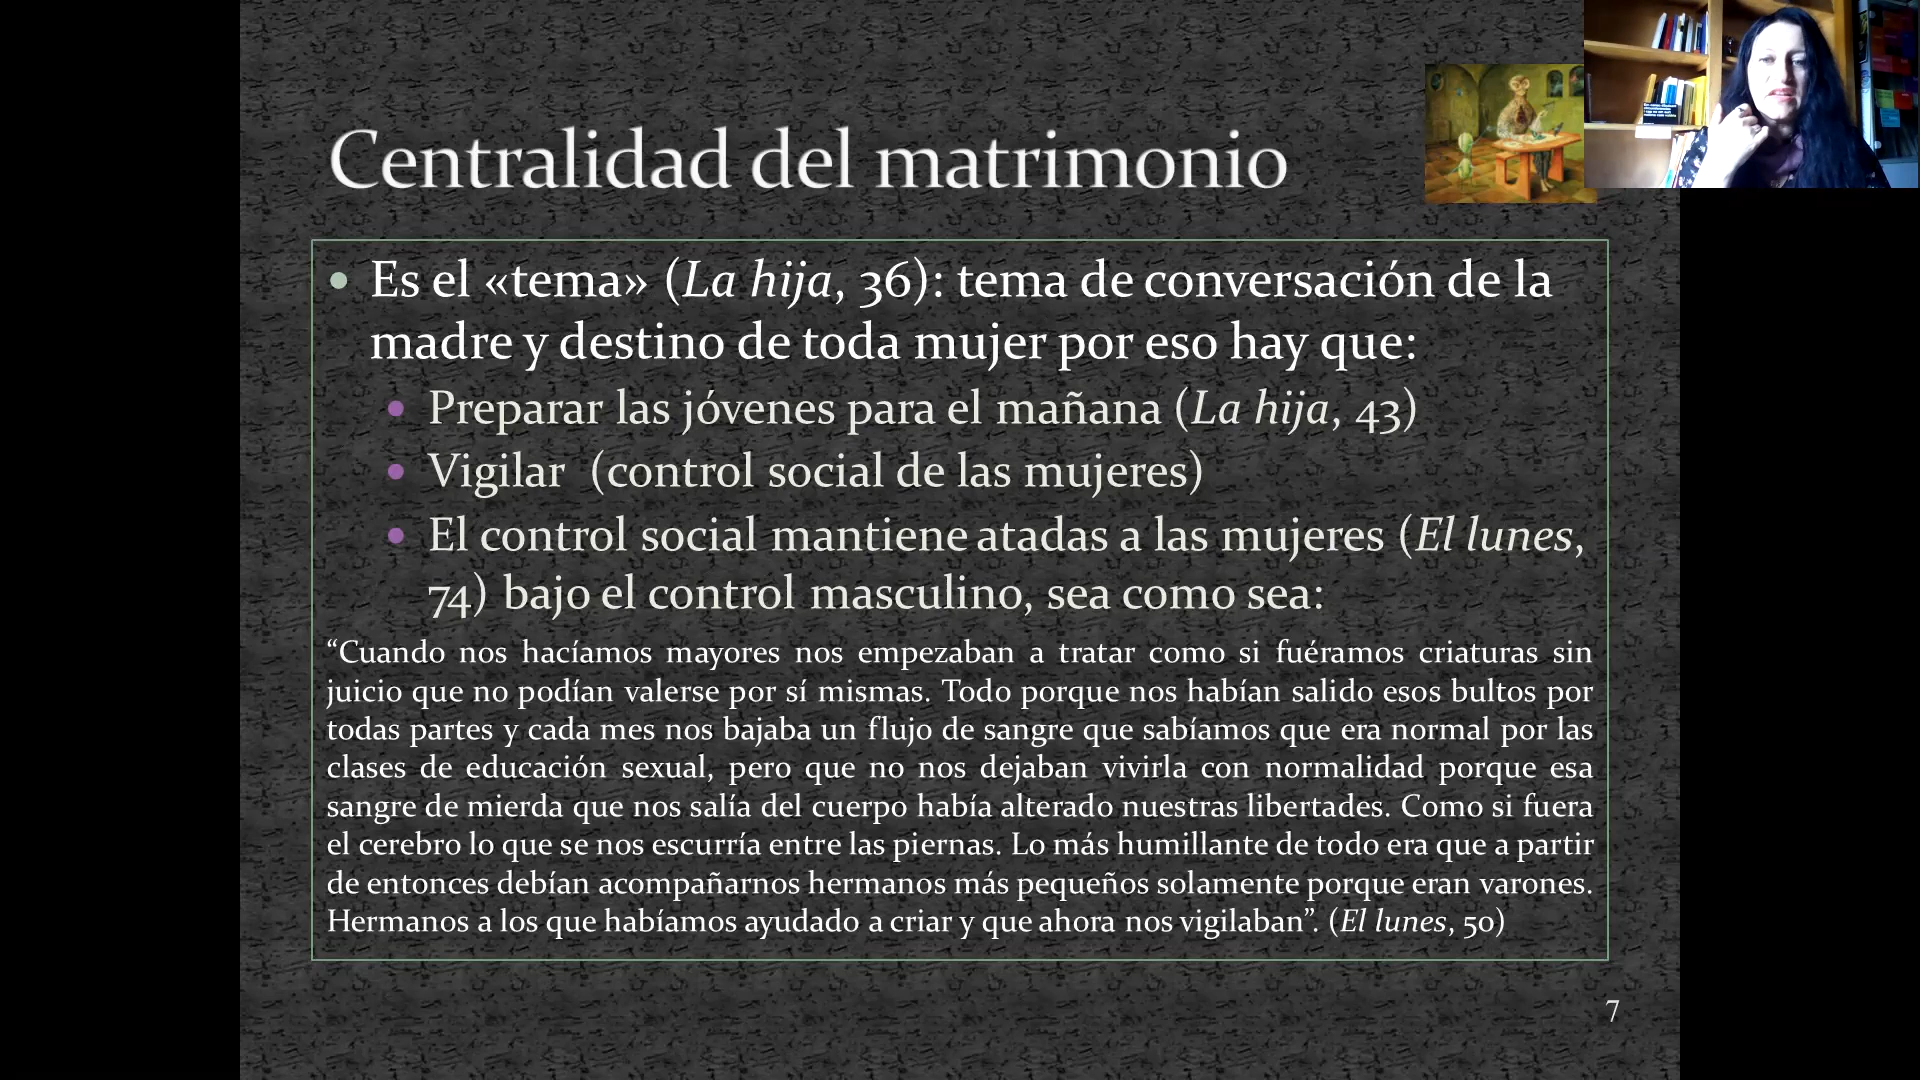 Centralidad del matrimonio
• Es el «tema» (La hija, 36): tema de conversación de la
madre y destino de toda mujer por eso hay que:
• Preparar las jóvenes para el mañana (La hija, 43)
• Vigilar (control social de las mujeres)
• El control social mantiene atadas a las mujeres (El lunes,
74) bajo el control masculino, sea como sea:
“Cuando nos hacíamos mayores nos empezaban a tratar como si fuéramos criaturas sin
juicio que no podían valerse por sí mismas. Todo porque nos habían salido esos bultos por
todas partes y cada mes nos bajaba un flujo de sangre que sabíamos que era normal por las
clases de educación sexual, pero que no nos dejaban vivirla con normalidad porque esa
sangre de mierda que nos salía del cuerpo había alterado nuestras libertades. Como si fuera
el cerebro lo que se nos escurría entre las piernas. Lo más humillante de todo era que a partir
de entonces debían acompañarnos hermanos más pequeños solamente porque eran varones.
Hermanos a los que habíamos ayudado a criar y que ahora nos vigilaban”. (El lunes, 50)
7